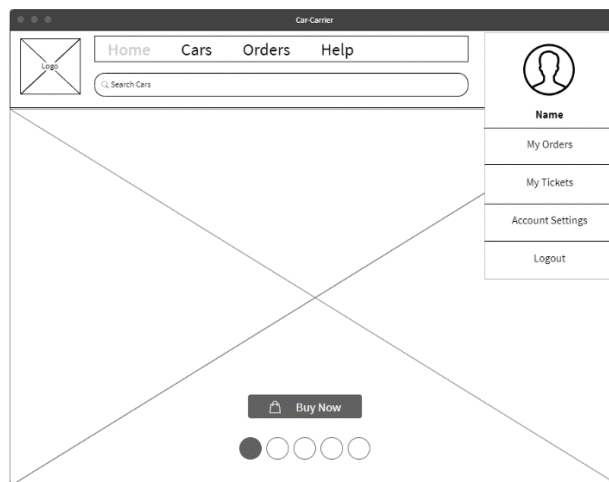 Car-Carrier
Logo
Home Cars Orders Help
Search Cars
Name
My Orders
My Tickets
Account Settings
Logout
Buy Now